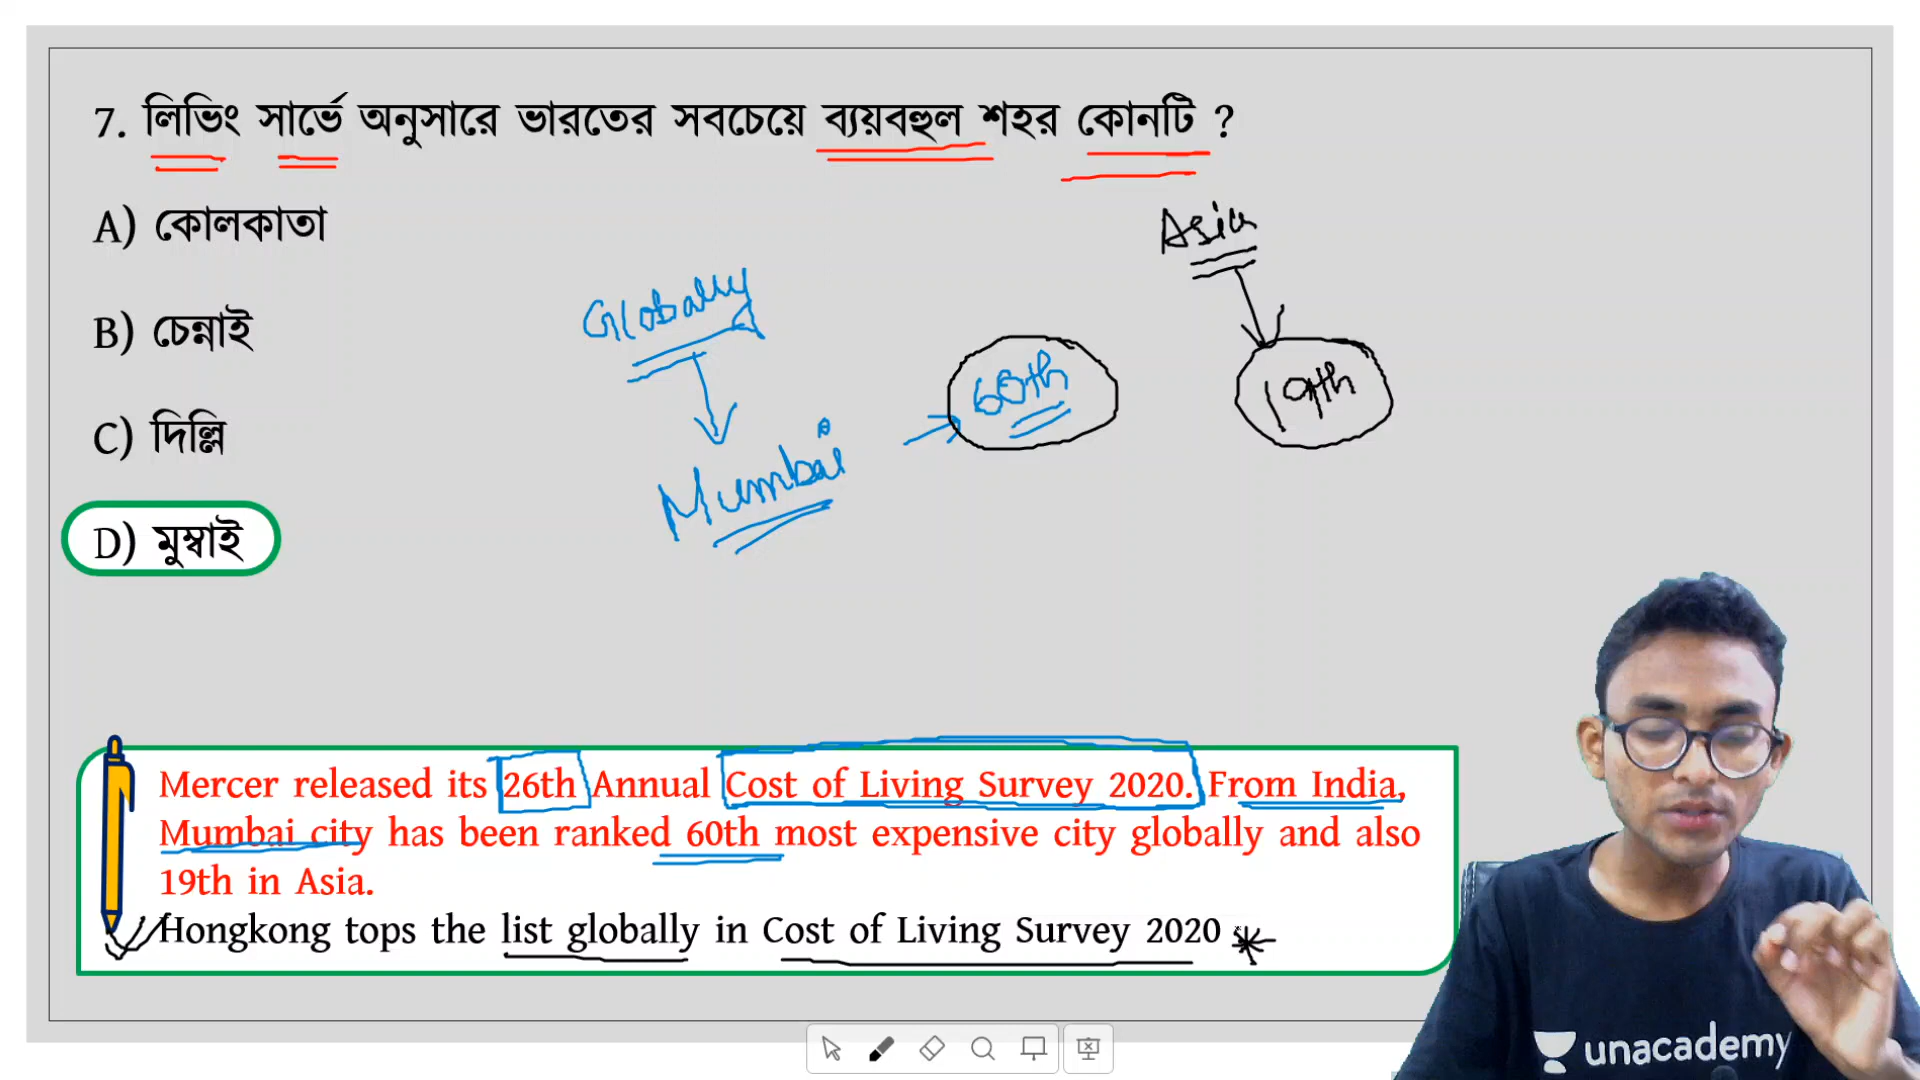 7. লিভিং সার্ভে অনুসারে ভারতের সবচেয়ে ব্যয়বহুল শহর কোনটি ?
A) কোলকাতা
B) চেন্নাই
C) দিল্লি
D) মুম্বাই
Asia
Globally
60th
19th
Mumbai
Mercer released its 26th Annual Cost of Living Survey 2020. From India,
Mumbai city has been ranked 60th most expensive city globally and also
19th in Asia.
Hongkong tops the list globally in Cost of Living Survey 2020
unacademy